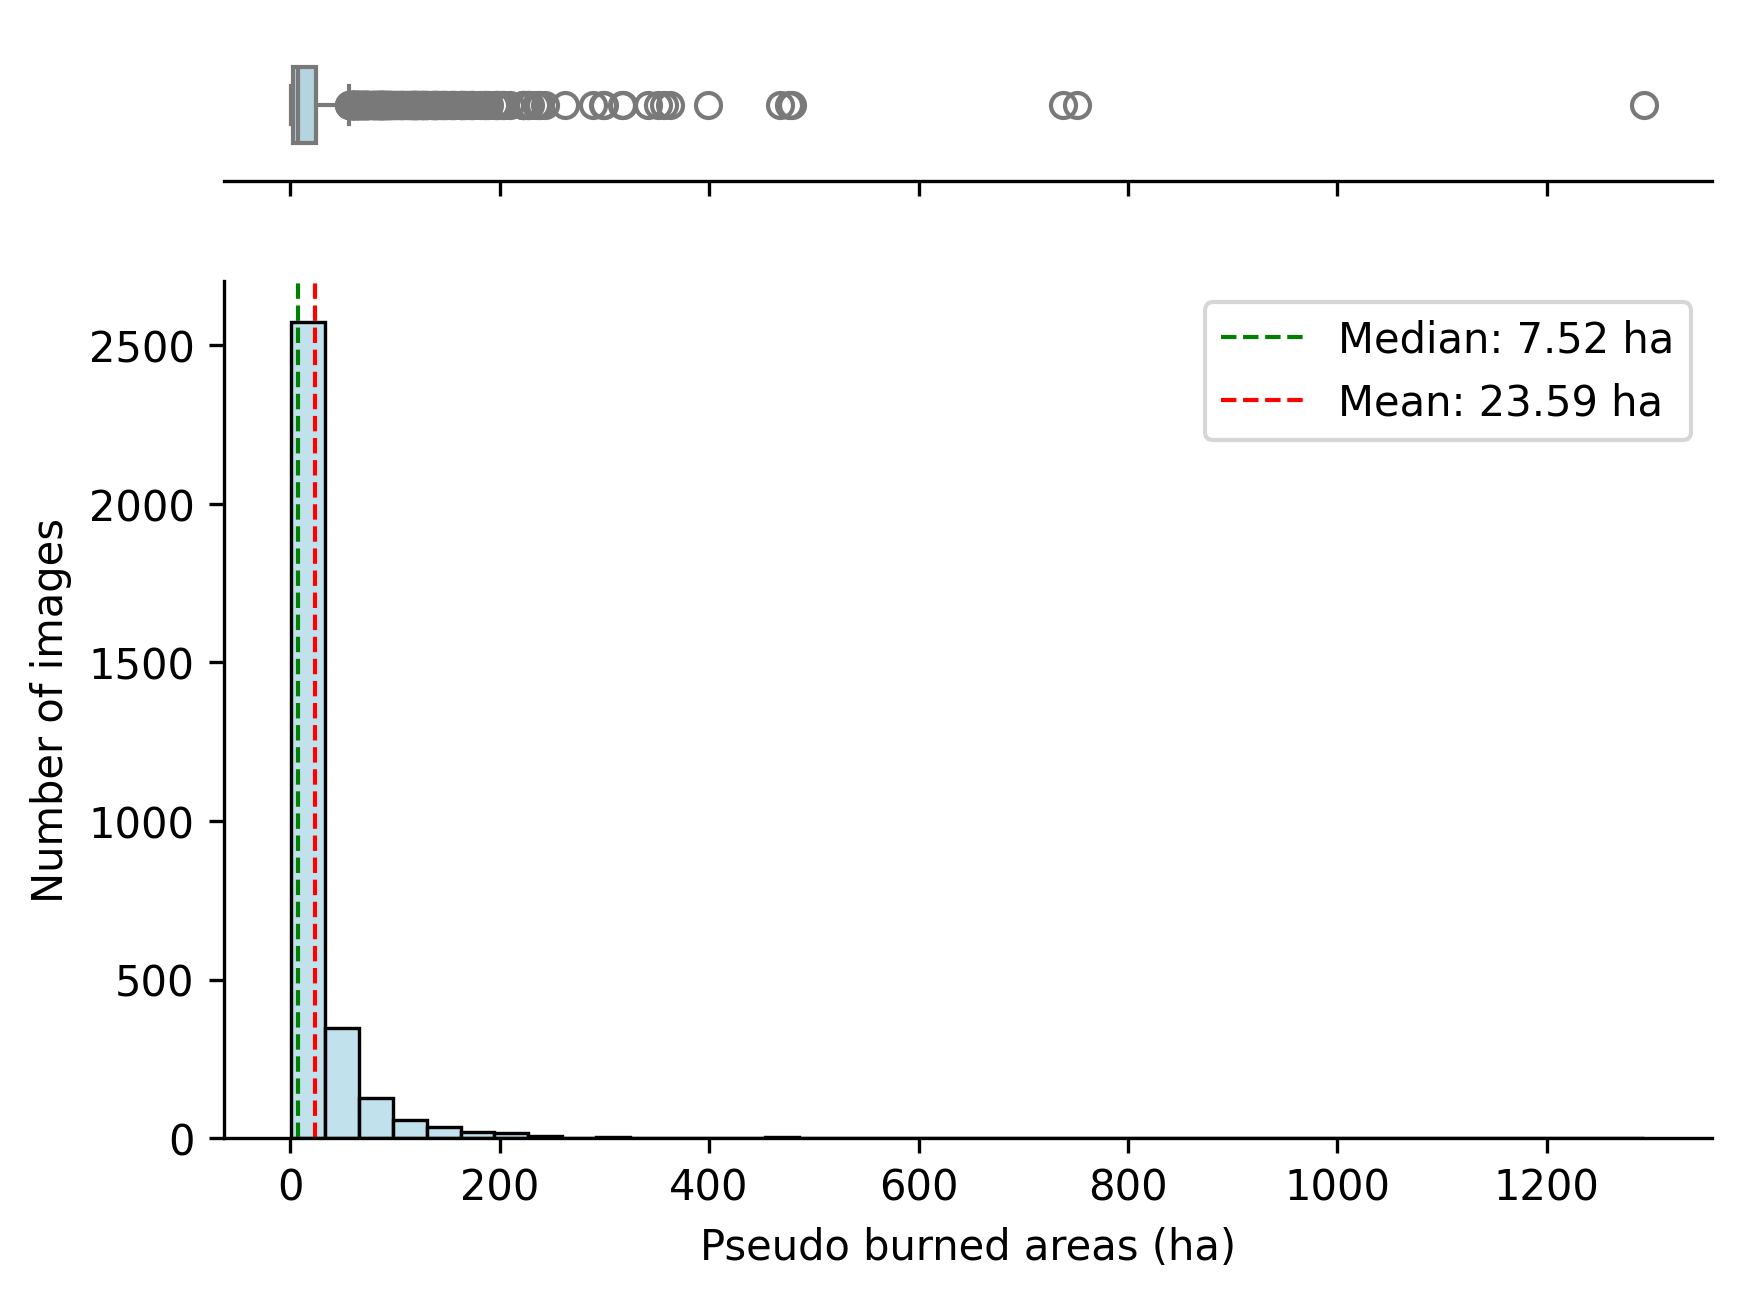 Median: 7.52 ha
Mean: 23.59 ha
2500
2000
1500
1000
500
0
Number of images
0 200 400 600 800 1000 1200
Pseudo burned areas (ha)